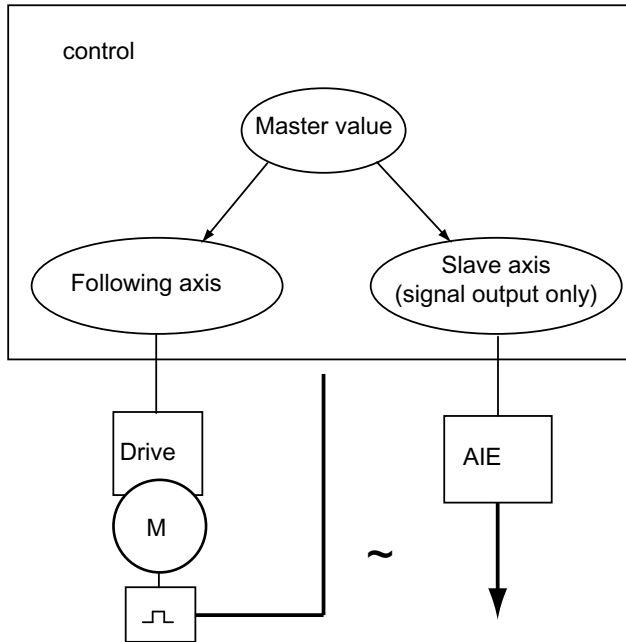 control
Master value
Following axis
Slave axis
(signal output only)
Drive
AIE
M
~